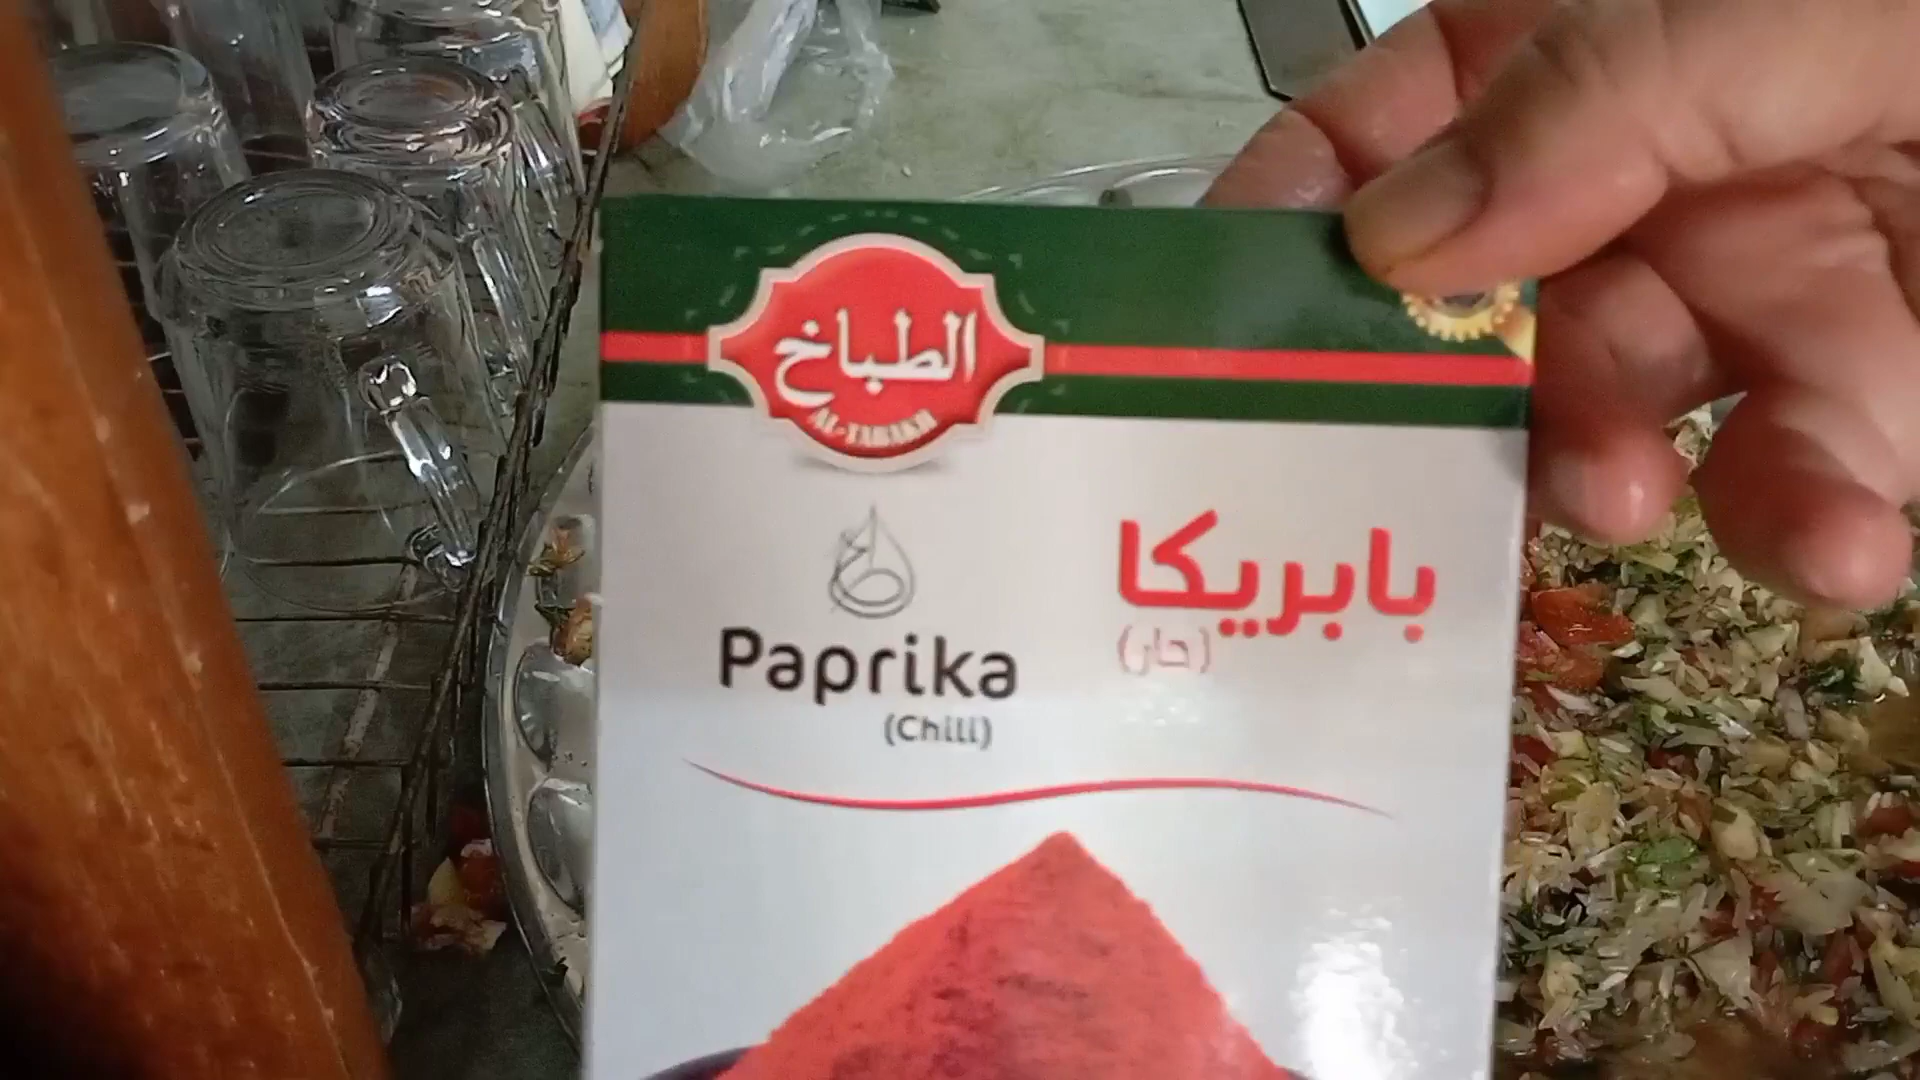 الطباخ
AL-TABAKH
بابريكا
(حار)
Paprika
(Chili)